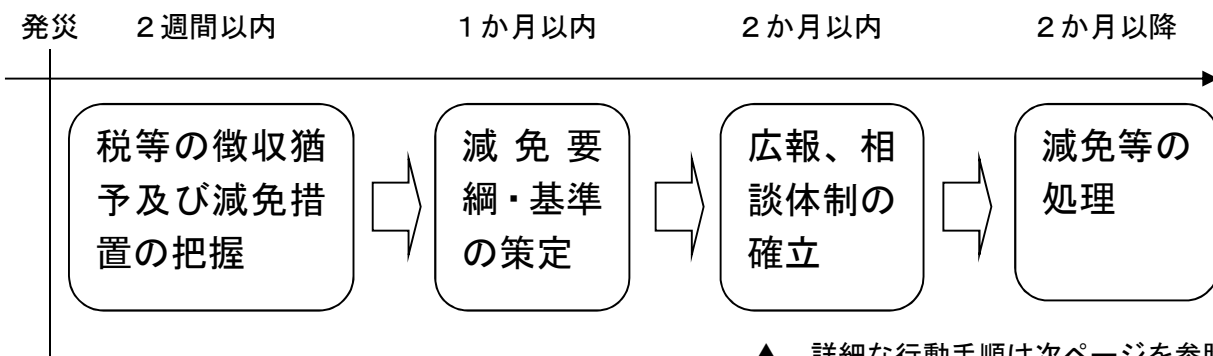 発災 ２週間以内 １か月以内 ２か月以内 ２か月以降
税等の徴収猶
予及び減免措
置の把握
減免要
綱・基準
の策定
広報、相
談体制の
確立
減免等の
処理
▲ 詳細な行動手順は次ページを参照